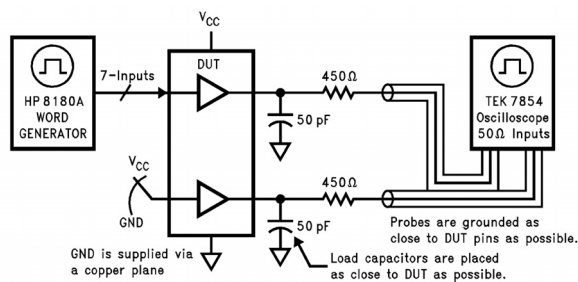 VCC
DUT
HP 8180A
WORD
GENERATOR
7-Inputs
450Ω
50 pF
TEK 7854
Oscilloscope
50Ω Inputs
VCC
GND
450Ω
50 pF
Probes are grounded as
close to DUT pins as possible.
GND is supplied via
a copper plane
Load capacitors are placed
as close to DUT as possible.